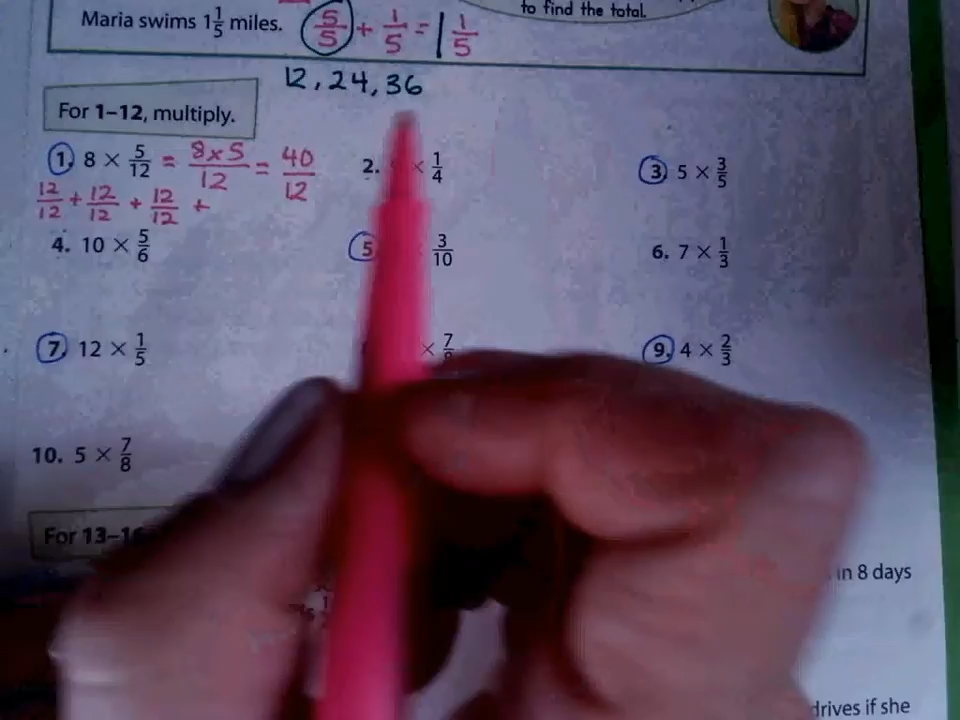 to find the total.
Maria swims 1 1/5 miles. 5/5 + 1/5 = 1 1/5
12, 24, 36
For 1–12, multiply.
1. 8 × 5/12 = 8×5/12 = 40/12
12/12 + 12/12 + 12/12 +
2. × 1/4
3. 5 × 3/5
4. 10 × 5/6
5 3/10
6. 7 × 1/3
7. 12 × 1/5
× 7/
9. 4 × 2/3
10. 5 × 7/8
For 13–1
in 8 days
drives if she